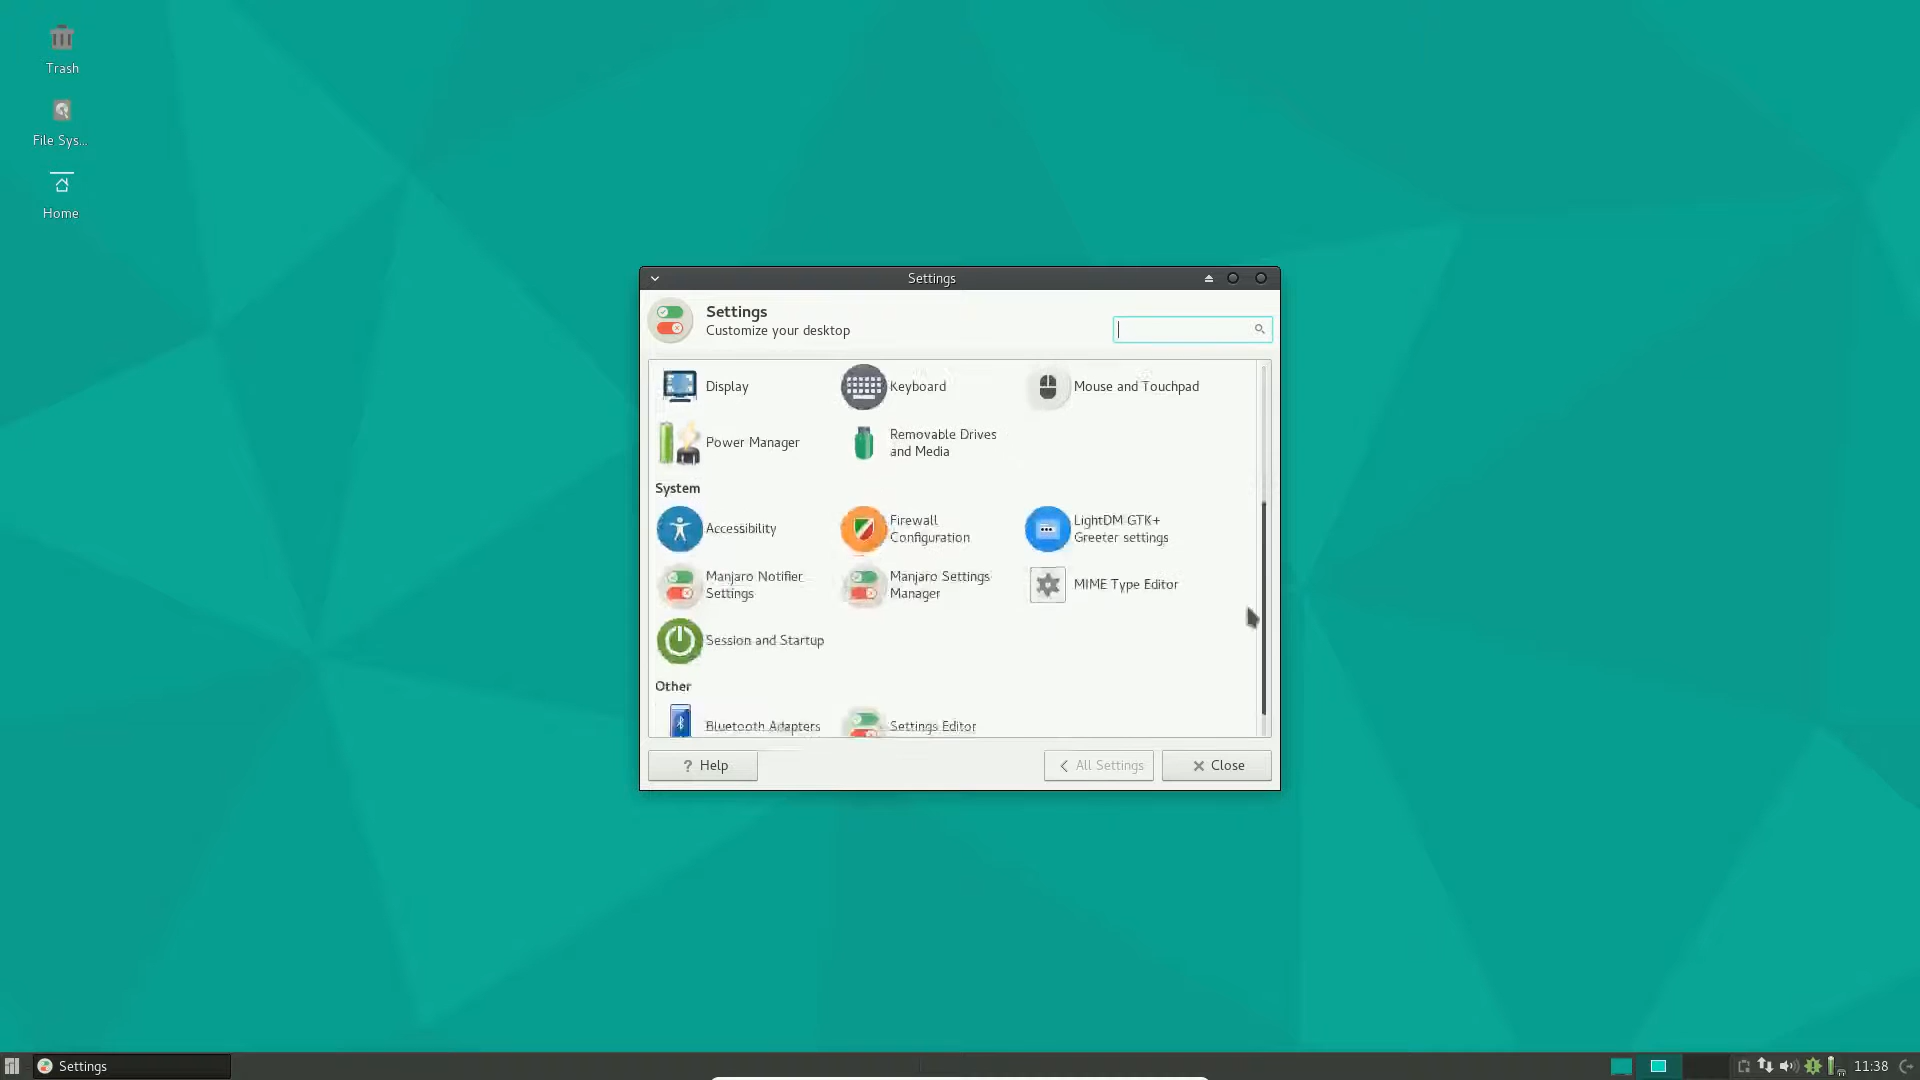 Trash
File Sys...
Home
Settings
Settings
Customize your desktop
Display
Keyboard
Mouse and Touchpad
Power Manager
Removable Drives
and Media
System
Accessibility
Firewall
Configuration
LightDM GTK+
Greeter settings
Manjaro Notifier
Settings
Manjaro Settings
Manager
MIME Type Editor
Session and Startup
Other
Bluetooth Adapters
Settings Editor
? Help
All Settings
Close
Settings
11:38